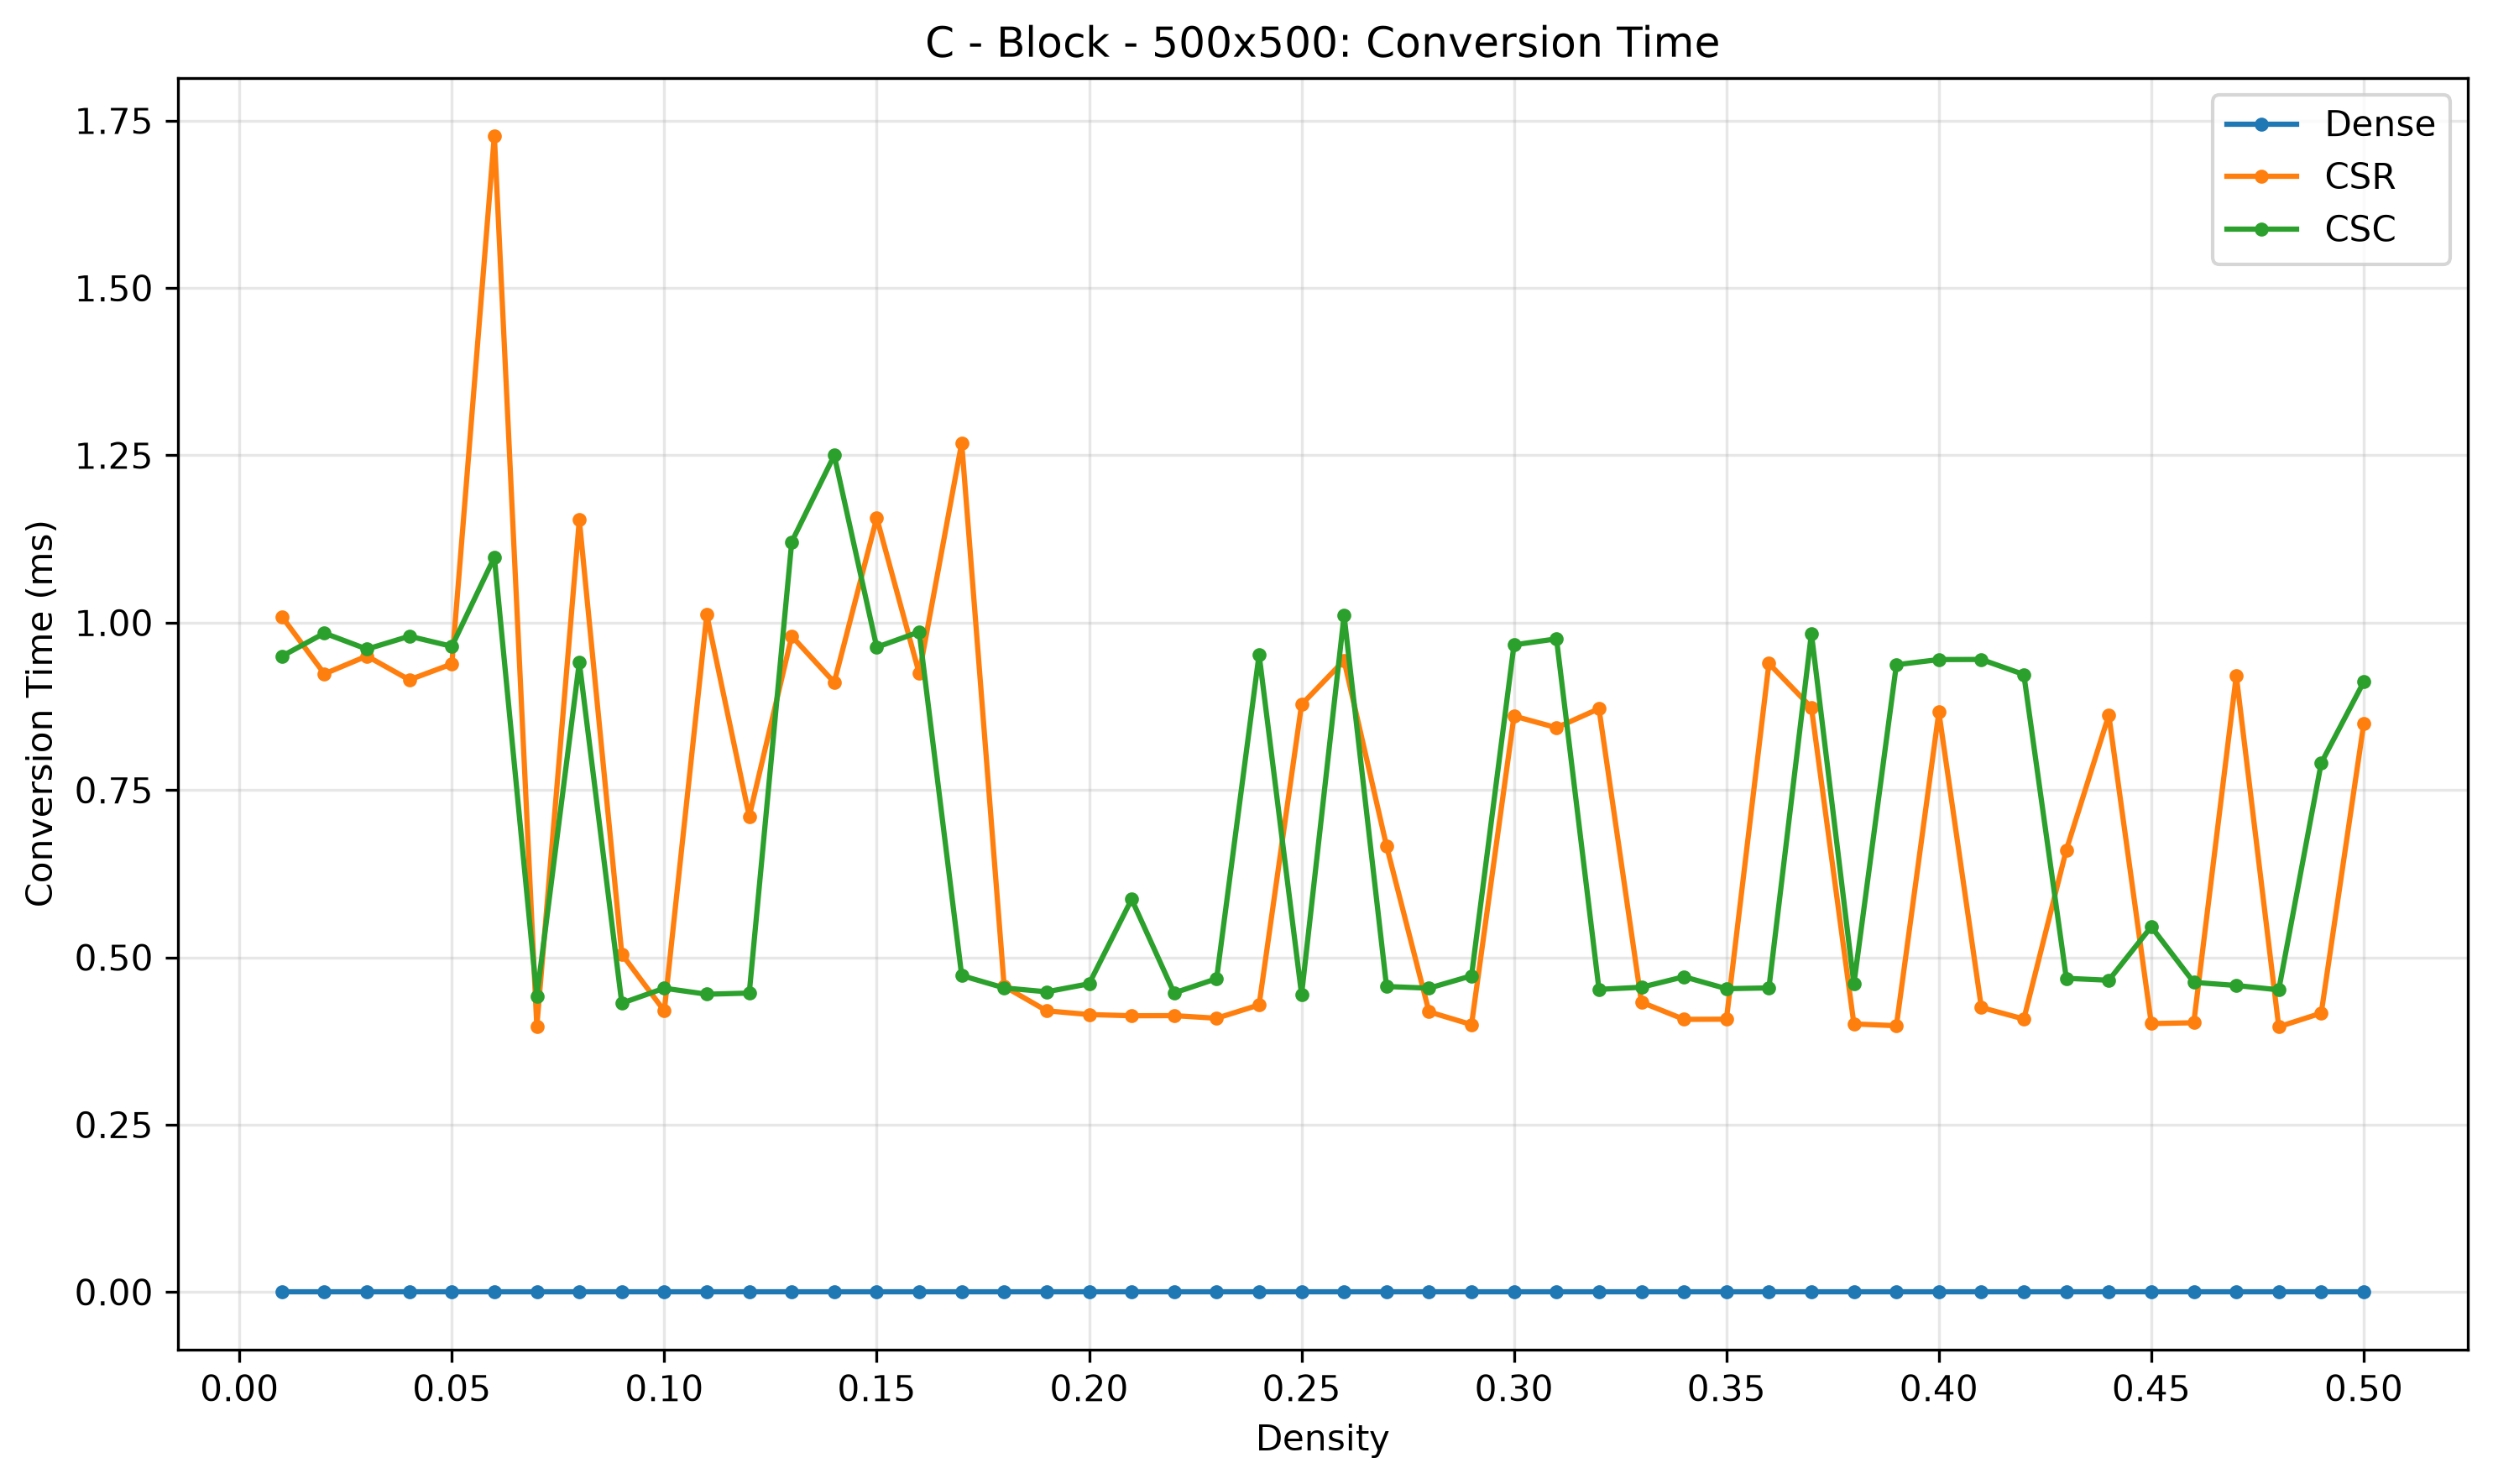 C - Block - 500x500: Conversion Time
Dense
CSR
CSC
Conversion Time (ms)
1.75
1.50
1.25
1.00
0.75
0.50
0.25
0.00
0.00 0.05 0.10 0.15 0.20 0.25 0.30 0.35 0.40 0.45 0.50
Density